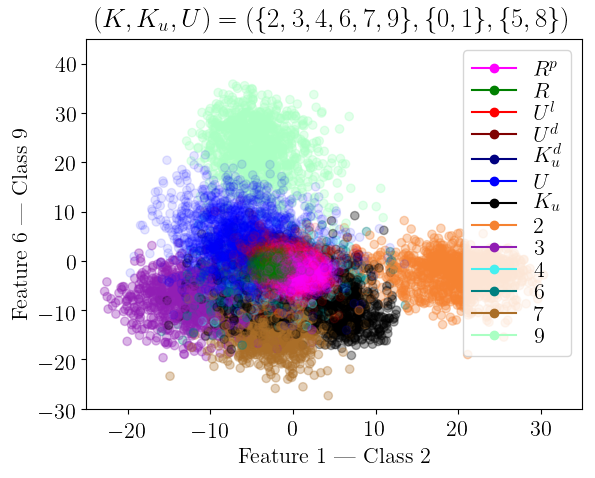 (K, K_u, U) = ({2, 3, 4, 6, 7, 9}, {0, 1}, {5, 8})
40
30
20
10
0
−10
−20
−30
Feature 6 — Class 9
R^p
R
U^l
U^d
K_u^d
U
K_u
2
3
4
6
7
9
−20 −10 0 10 20 30
Feature 1 — Class 2